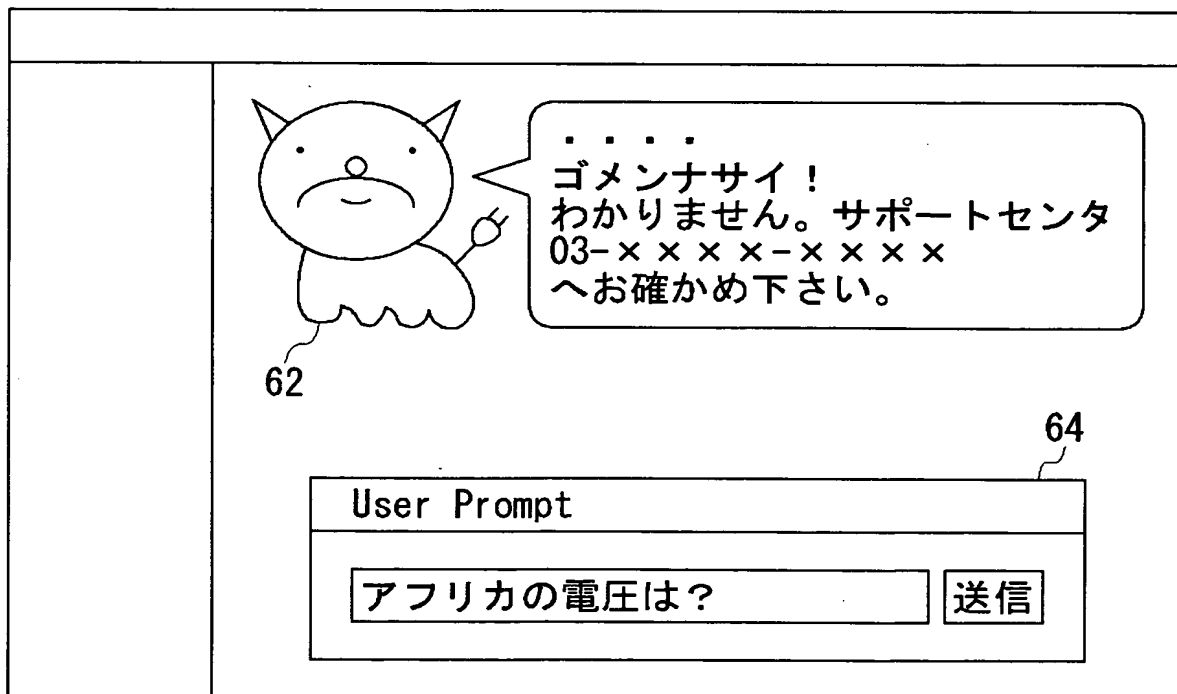 ・・・・
ゴメンナサイ！
わかりません。サポートセンタ
03-××××-××××
へお確かめ下さい。
62
64
User Prompt
アフリカの電圧は？ 送信